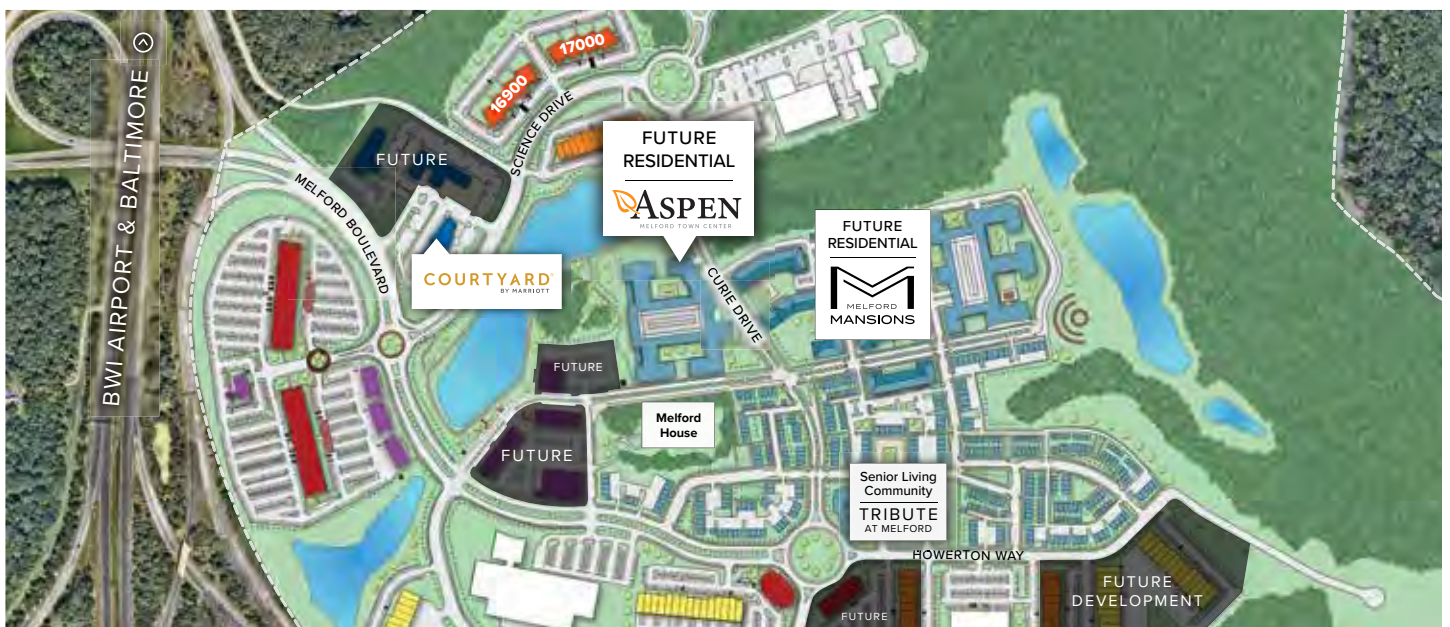 BWI AIRPORT & BALTIMORE
17000
16900
SCIENCE DRIVE
FUTURE
MELFORD BOULEVARD
FUTURE
RESIDENTIAL
ASPEN
MELFORD TOWN CENTER
FUTURE
RESIDENTIAL
MELFORD
MANSIONS
COURTYARD
BY MARRIOTT
CURIE DRIVE
FUTURE
Melford
House
FUTURE
Senior Living
Community
TRIBUTE
AT MELFORD
HOWERTON WAY
FUTURE
DEVELOPMENT
FUTURE